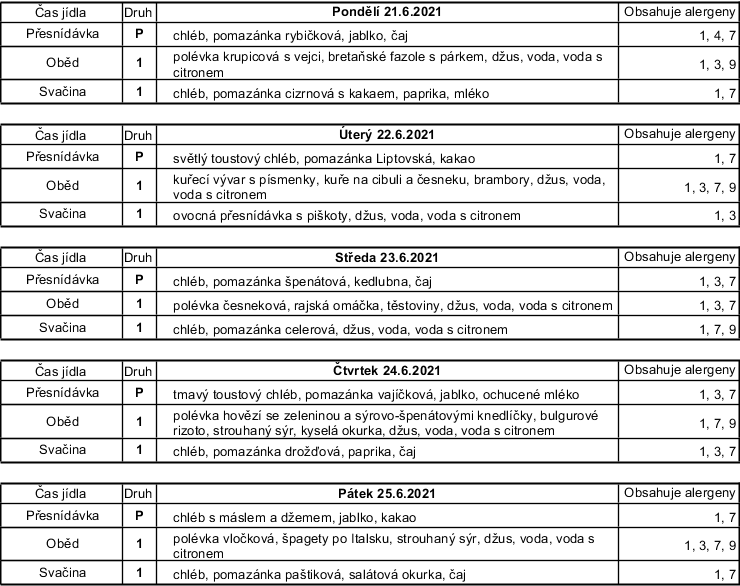 Čas jídla Druh Pondělí 21.6.2021 Obsahuje alergeny
Přesnídávka P chléb, pomazánka rybičková, jablko, čaj 1, 4, 7
Oběd 1 polévka krupicová s vejci, bretaňské fazole s párkem, džus, voda, voda s 1, 3, 9
citronem
Svačina 1 chléb, pomazánka cizrnová s kakaem, paprika, mléko 1, 7
Čas jídla Druh Úterý 22.6.2021 Obsahuje alergeny
Přesnídávka P světlý toustový chléb, pomazánka Liptovská, kakao 1, 7
Oběd 1 kuřecí vývar s písmenky, kuře na cibuli a česneku, brambory, džus, voda, 1, 3, 7, 9
voda s citronem
Svačina 1 ovocná přesnídávka s piškoty, džus, voda, voda s citronem 1, 3
Čas jídla Druh Středa 23.6.2021 Obsahuje alergeny
Přesnídávka P chléb, pomazánka špenátová, kedlubna, čaj 1, 3, 7
Oběd 1 polévka česneková, rajská omáčka, těstoviny, džus, voda, voda s citronem 1, 3, 7
Svačina 1 chléb, pomazánka celerová, džus, voda, voda s citronem 1, 7, 9
Čas jídla Druh Čtvrtek 24.6.2021 Obsahuje alergeny
Přesnídávka P tmavý toustový chléb, pomazánka vajíčková, jablko, ochucené mléko 1, 3, 7
Oběd 1 polévka hovězí se zeleninou a sýrovo-špenátovými knedlíčky, bulgurové 1, 7, 9
rizoto, strouhaný sýr, kyselá okurka, džus, voda, voda s citronem
Svačina 1 chléb, pomazánka drožďová, paprika, čaj 1, 3, 7
Čas jídla Druh Pátek 25.6.2021 Obsahuje alergeny
Přesnídávka P chléb s máslem a džemem, jablko, kakao 1, 7
Oběd 1 polévka vločková, špagety po Italsku, strouhaný sýr, džus, voda, voda s 1, 3, 7, 9
citronem
Svačina 1 chléb, pomazánka paštiková, salátová okurka, čaj 1, 7